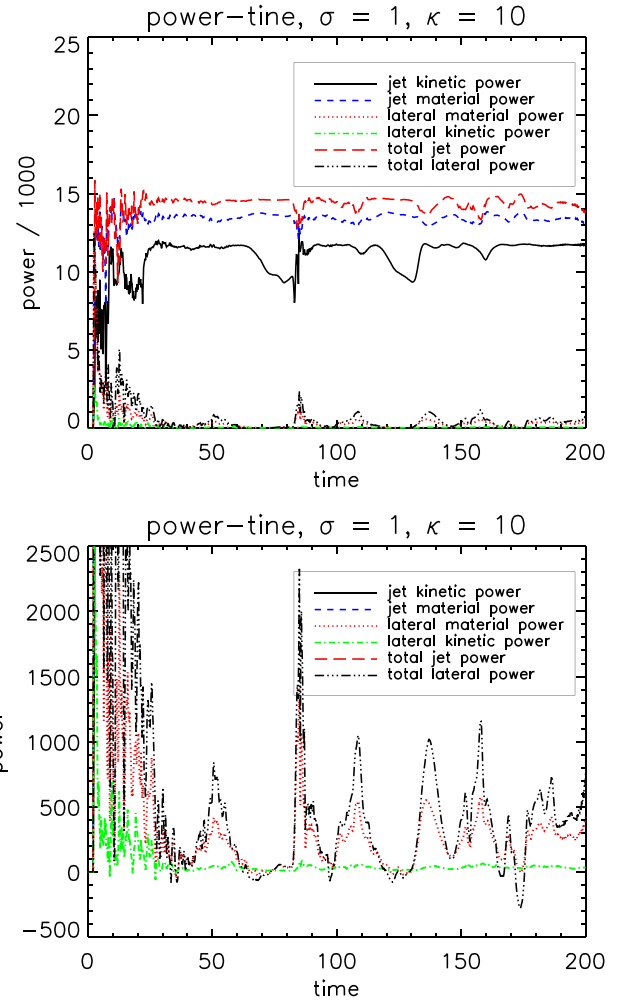 power-tine, σ = 1, κ = 10
25
20
15
10
5
0
power / 1000
jet kinetic power
jet material power
lateral material power
lateral kinetic power
total jet power
total lateral power
0 50 100 150 200
time
power-tine, σ = 1, κ = 10
2500
2000
1500
1000
500
0
-500
power
jet kinetic power
jet material power
lateral material power
lateral kinetic power
total jet power
total lateral power
0 50 100 150 200
time